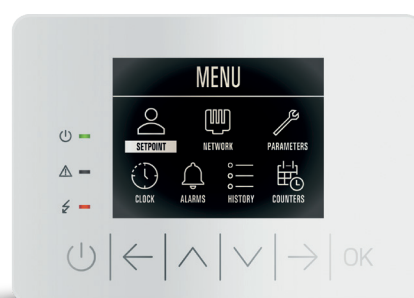 MENU
SETPOINT NETWORK PARAMETERS
CLOCK ALARMS HISTORY COUNTERS
OK